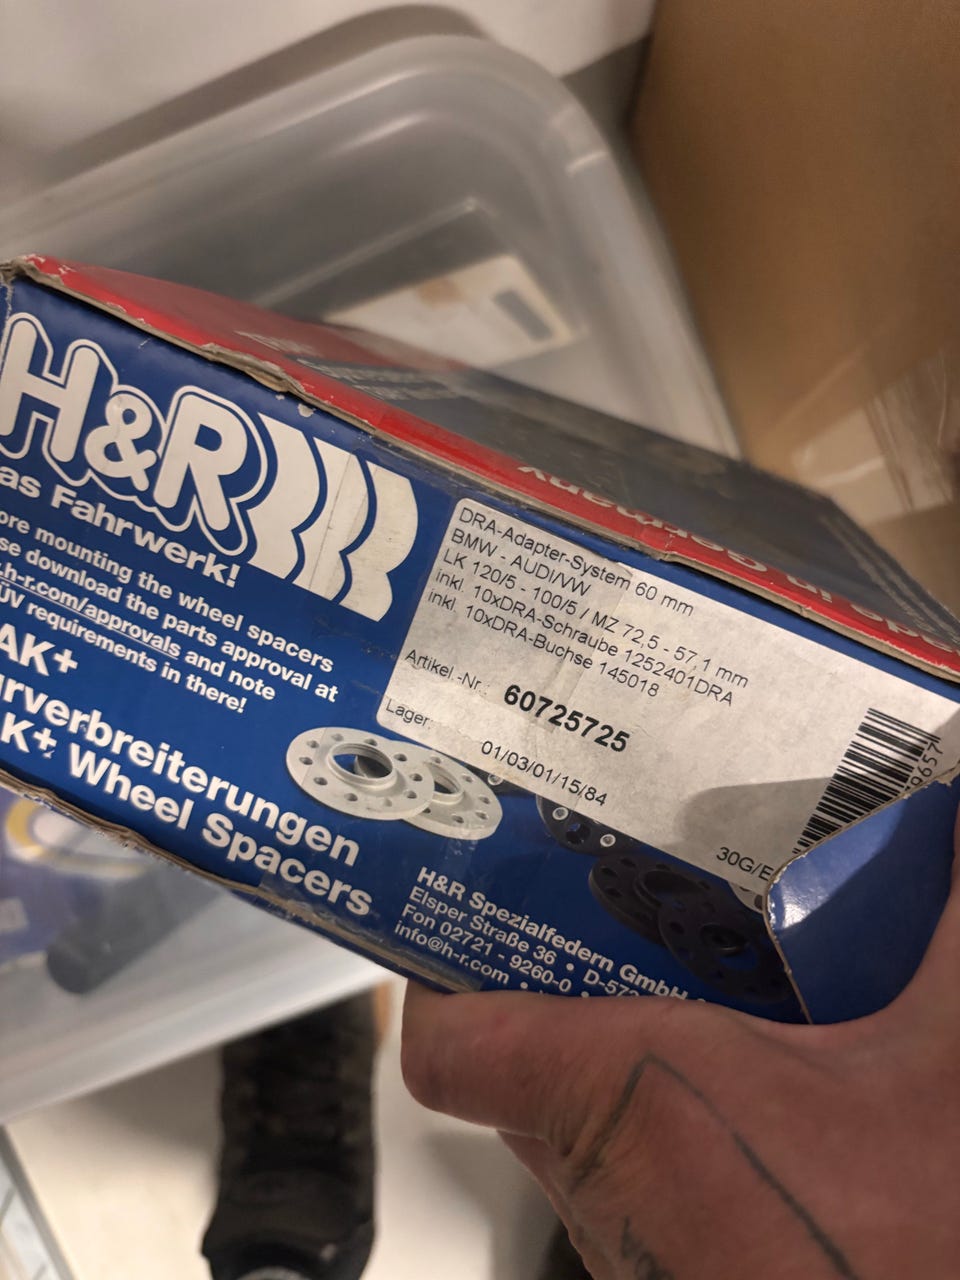 H&R
as Fahrwerk!
ore mounting the wheel spacers
se download the parts approval at
.h-r.com/approvals and note
ÜV requirements in there!
AK+
urverbreiterungen
K+ Wheel Spacers
DRA-Adapter-System 60 mm
BMW - AUDI/VW
LK 120/5 - 100/5 / MZ 72,5 - 57,1 mm
inkl. 10xDRA-Schraube 1252401DRA
inkl. 10xDRA-Buchse 145018
Artikel.-Nr.: 60725725
Lager: 01/03/01/15/84
30G/E
9657
H&R Spezialfedern GmbH
Elsper Straße 36 • D-573
Fon 02721 - 9260-0 •
info@h-r.com •